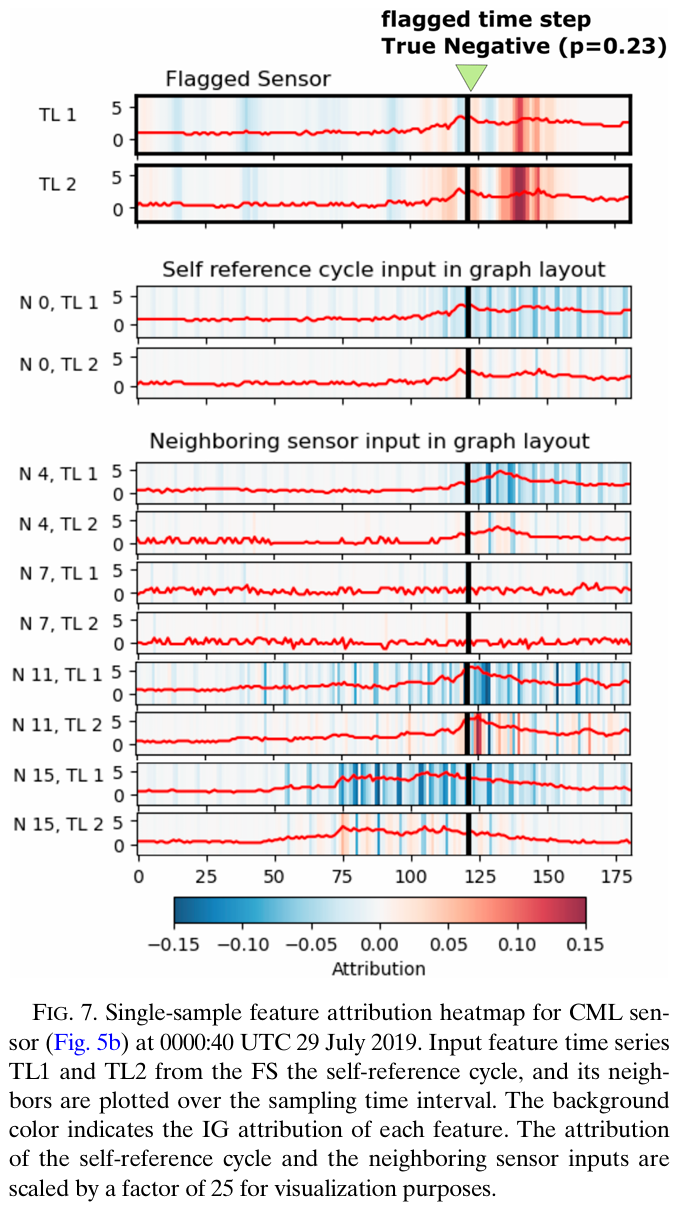 flagged time step
True Negative (p=0.23)
Flagged Sensor
TL 1
5
0
TL 2
5
0
Self reference cycle input in graph layout
N 0, TL 1
5
0
N 0, TL 2
5
0
Neighboring sensor input in graph layout
N 4, TL 1
5
0
N 4, TL 2
5
0
N 7, TL 1
5
0
N 7, TL 2
5
0
N 11, TL 1
5
0
N 11, TL 2
5
0
N 15, TL 1
5
0
N 15, TL 2
5
0
0 25 50 75 100 125 150 175
−0.15 −0.10 −0.05 0.00 0.05 0.10 0.15
Attribution
FIG. 7. Single-sample feature attribution heatmap for CML sen-
sor (Fig. 5b) at 0000:40 UTC 29 July 2019. Input feature time series
TL1 and TL2 from the FS the self-reference cycle, and its neigh-
bors are plotted over the sampling time interval. The background
color indicates the IG attribution of each feature. The attribution
of the self-reference cycle and the neighboring sensor inputs are
scaled by a factor of 25 for visualization purposes.